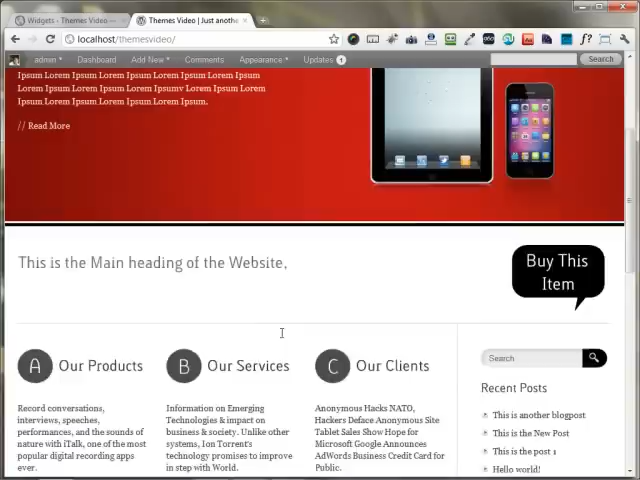 Widgets - Themes Video —
Themes Video | Just anothe
localhost/themesvideo/
admin Dashboard Add New Comments Appearance Updates 1 Search
Ipsum Lorem Ipsum Lorem Ipsum Lorem Ipsum
Lorem Ipsum Lorem Ipsum Lorem Ipsum Lorem
Lorem Ipsum Lorem Ipsum Ipsumv Lorem Ipsum Lorem
Ipsum Lorem Ipsum Lorem Ipsum.
// Read More
This is the Main heading of the Website,
Buy This
Item
A Our Products
B Our Services
C Our Clients
Record conversations,
interviews, speeches,
performances, and the sounds of
nature with iTalk, one of the most
popular digital recording apps
ever.
Information on Emerging
Technologies & impact on
business & society. Unlike other
systems, Ion Torrent's
technology promises to improve
in step with World.
Anonymous Hacks NATO,
Hackers Deface Anonymous Site
Tablet Sales Show Hope for
Microsoft Google Announces
AdWords Business Credit Card for
Public.
Search
Recent Posts
This is another blogpost
This is the New Post
This is the post 1
Hello world!